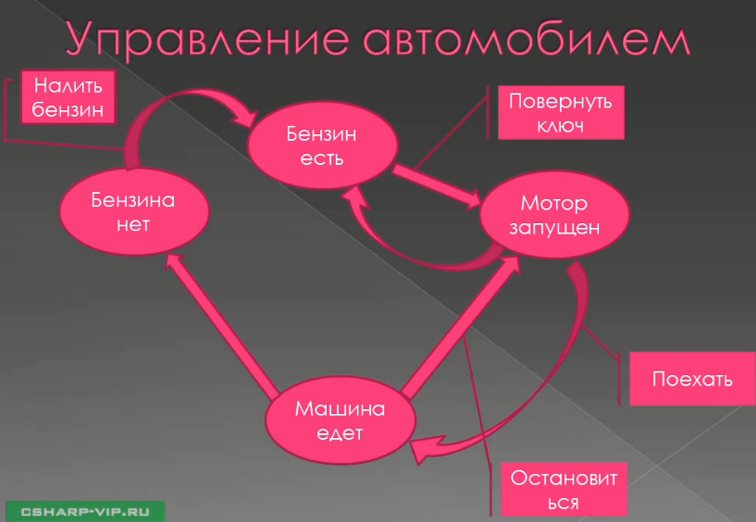 Управление автомобилем
Налить
бензин
Бензин
есть
Повернуть
ключ
Бензина
нет
Мотор
запущен
Поехать
Машина
едет
Остановит
ься
CSHARP-VIP.RU